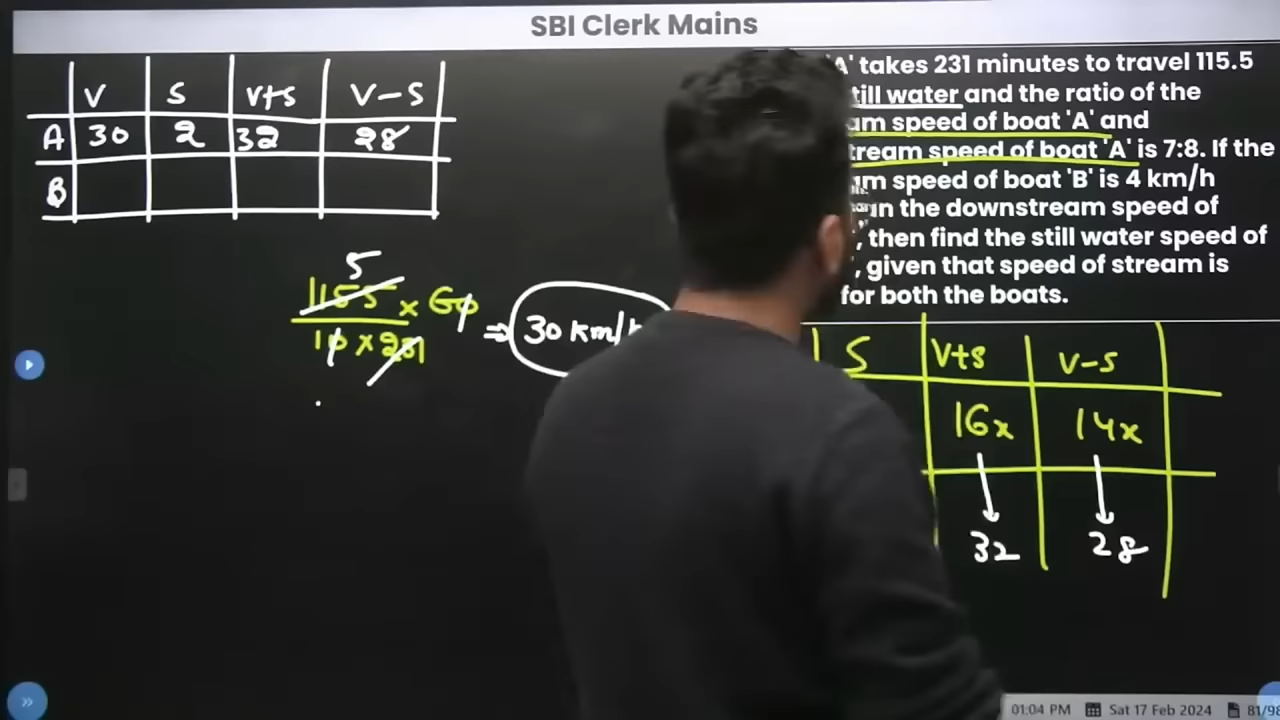 SBI Clerk Mains
'A' takes 231 minutes to travel 115.5
still water and the ratio of the
speed of boat 'A' and
speed of boat 'A' is 7:8. If the
speed of boat 'B' is 4 km/h
in the downstream speed of
, then find the still water speed of
, given that speed of stream is
for both the boats.
V S V+S V-S
A 30 2 32 28
B
5
1155 × 60
10 × 231
⇒ 30 km/h
S V+S V-S
16x 14x
32 28
01:04 PM Sat 17 Feb 2024 81/98